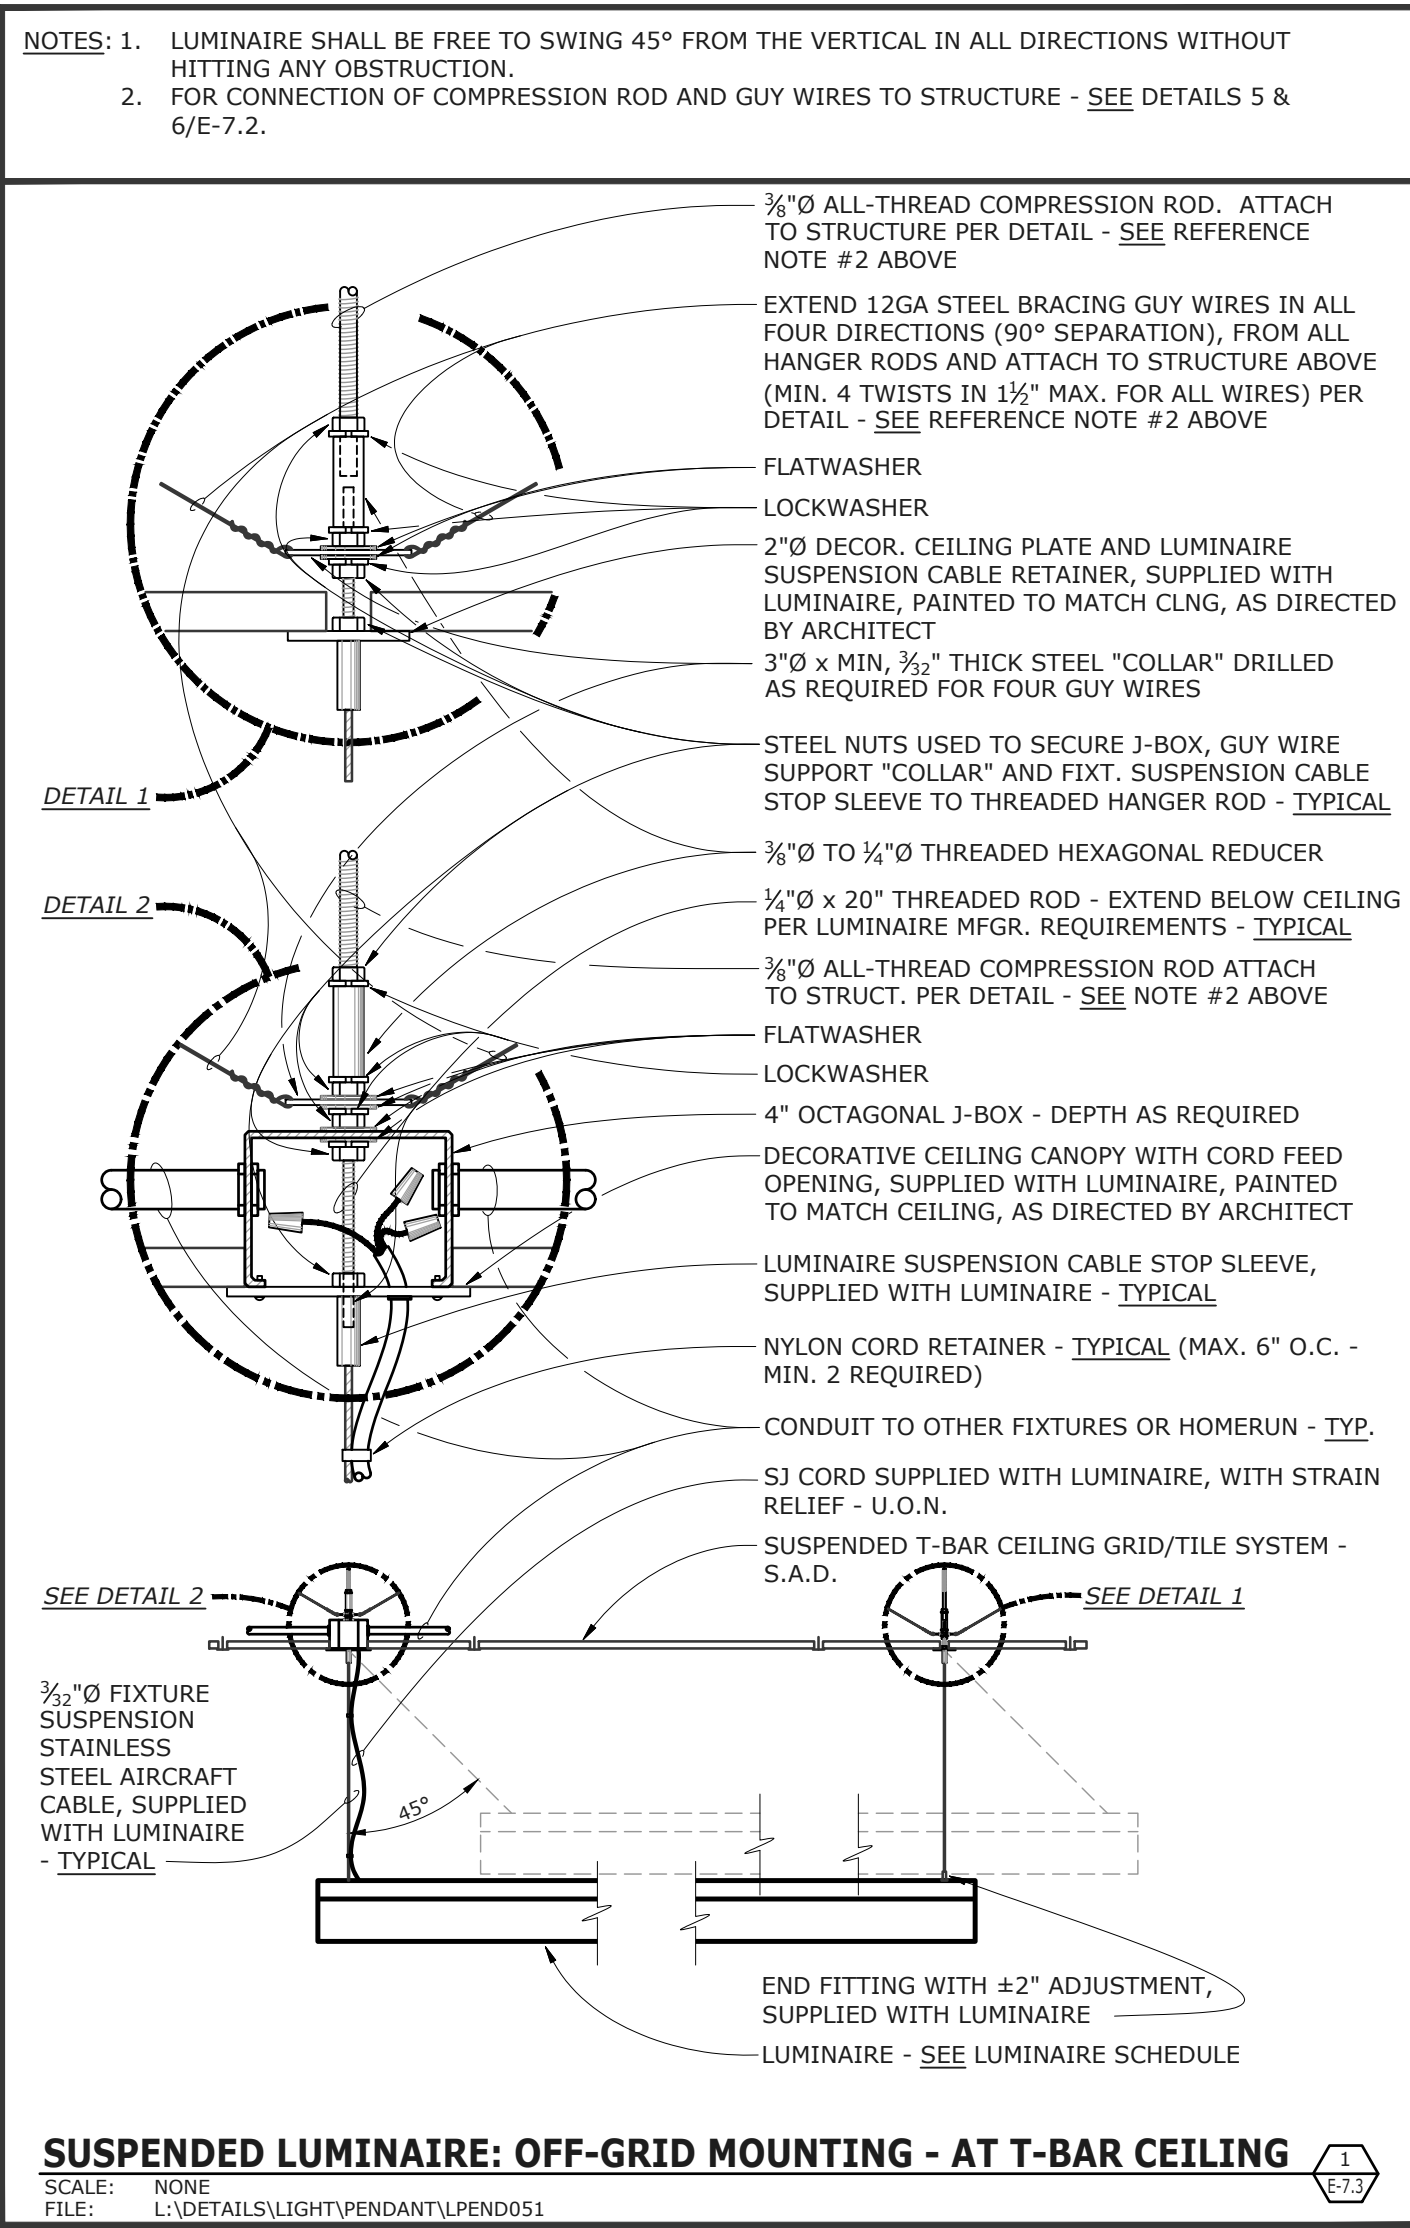 NOTES: 1. LUMINAIRE SHALL BE FREE TO SWING 45° FROM THE VERTICAL IN ALL DIRECTIONS WITHOUT
HITTING ANY OBSTRUCTION.
2. FOR CONNECTION OF COMPRESSION ROD AND GUY WIRES TO STRUCTURE - SEE DETAILS 5 &
6/E-7.2.
3/8"Ø ALL-THREAD COMPRESSION ROD. ATTACH
TO STRUCTURE PER DETAIL - SEE REFERENCE
NOTE #2 ABOVE
EXTEND 12GA STEEL BRACING GUY WIRES IN ALL
FOUR DIRECTIONS (90° SEPARATION), FROM ALL
HANGER RODS AND ATTACH TO STRUCTURE ABOVE
(MIN. 4 TWISTS IN 1½" MAX. FOR ALL WIRES) PER
DETAIL - SEE REFERENCE NOTE #2 ABOVE
FLATWASHER
LOCKWASHER
2"Ø DECOR. CEILING PLATE AND LUMINAIRE
SUSPENSION CABLE RETAINER, SUPPLIED WITH
LUMINAIRE, PAINTED TO MATCH CLNG, AS DIRECTED
BY ARCHITECT
3"Ø x MIN, 3/32" THICK STEEL "COLLAR" DRILLED
AS REQUIRED FOR FOUR GUY WIRES
STEEL NUTS USED TO SECURE J-BOX, GUY WIRE
SUPPORT "COLLAR" AND FIXT. SUSPENSION CABLE
STOP SLEEVE TO THREADED HANGER ROD - TYPICAL
DETAIL 1
3/8"Ø TO ¼"Ø THREADED HEXAGONAL REDUCER
DETAIL 2
¼"Ø x 20" THREADED ROD - EXTEND BELOW CEILING
PER LUMINAIRE MFGR. REQUIREMENTS - TYPICAL
3/8"Ø ALL-THREAD COMPRESSION ROD ATTACH
TO STRUCT. PER DETAIL - SEE NOTE #2 ABOVE
FLATWASHER
LOCKWASHER
4" OCTAGONAL J-BOX - DEPTH AS REQUIRED
DECORATIVE CEILING CANOPY WITH CORD FEED
OPENING, SUPPLIED WITH LUMINAIRE, PAINTED
TO MATCH CEILING, AS DIRECTED BY ARCHITECT
LUMINAIRE SUSPENSION CABLE STOP SLEEVE,
SUPPLIED WITH LUMINAIRE - TYPICAL
NYLON CORD RETAINER - TYPICAL (MAX. 6" O.C. -
MIN. 2 REQUIRED)
CONDUIT TO OTHER FIXTURES OR HOMERUN - TYP.
SJ CORD SUPPLIED WITH LUMINAIRE, WITH STRAIN
RELIEF - U.O.N.
SUSPENDED T-BAR CEILING GRID/TILE SYSTEM -
S.A.D.
SEE DETAIL 2
SEE DETAIL 1
3/32"Ø FIXTURE
SUSPENSION
STAINLESS
STEEL AIRCRAFT
CABLE, SUPPLIED
WITH LUMINAIRE
- TYPICAL
45°
END FITTING WITH ±2" ADJUSTMENT,
SUPPLIED WITH LUMINAIRE
LUMINAIRE - SEE LUMINAIRE SCHEDULE
SUSPENDED LUMINAIRE: OFF-GRID MOUNTING - AT T-BAR CEILING
1
E-7.3
SCALE: NONE
FILE: L:\DETAILS\LIGHT\PENDANT\LPEND051